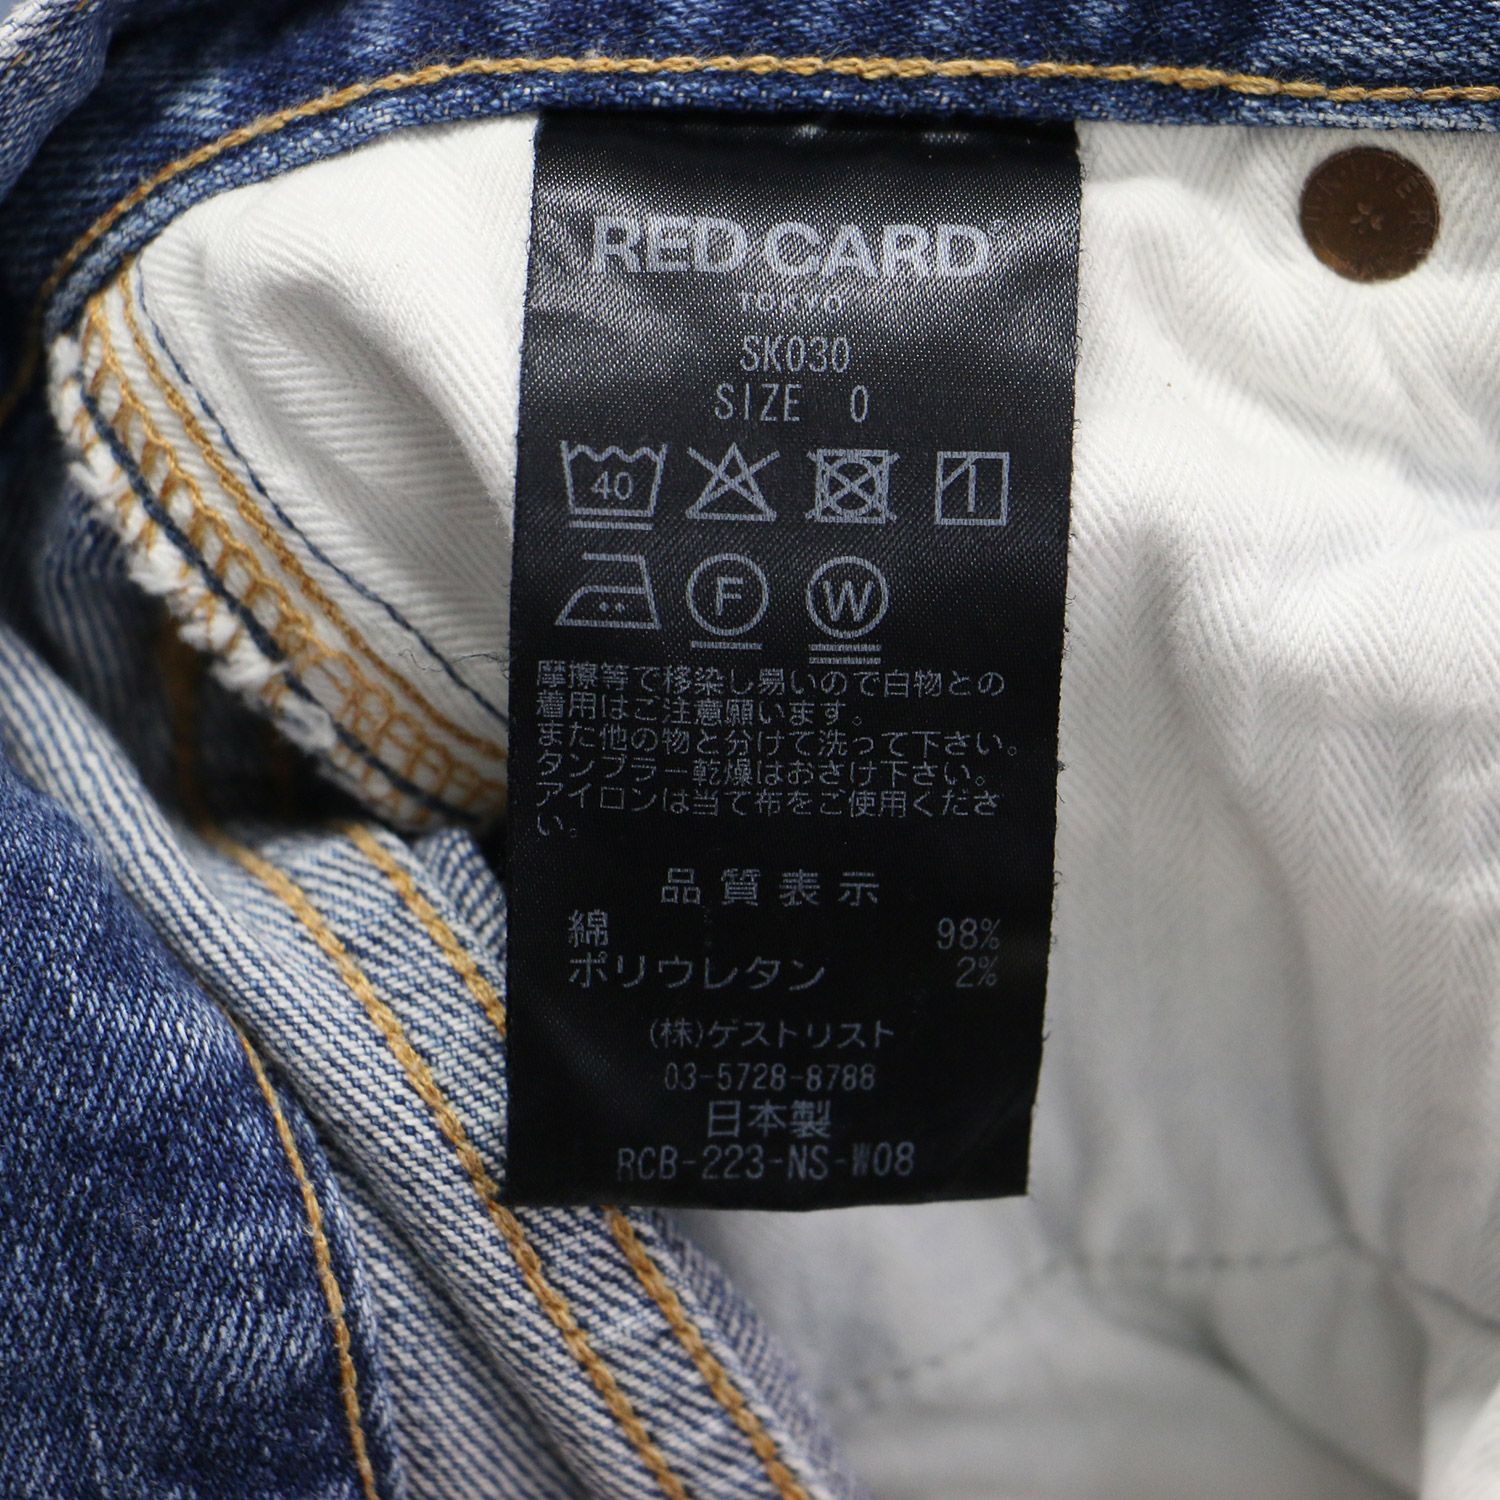 RED CARD
TOKYO
SK030
SIZE 0
40
F W
摩擦等で移染し易いので白物との
着用はご注意願います。
また他の物と分けて洗って下さい。
タンブラー乾燥はおさけ下さい。
アイロンは当て布をご使用くださ
い。
品質表示
綿 98%
ポリウレタン 2%
(株)ゲストリスト
03-5728-8788
日本製
RCB-223-NS-W08